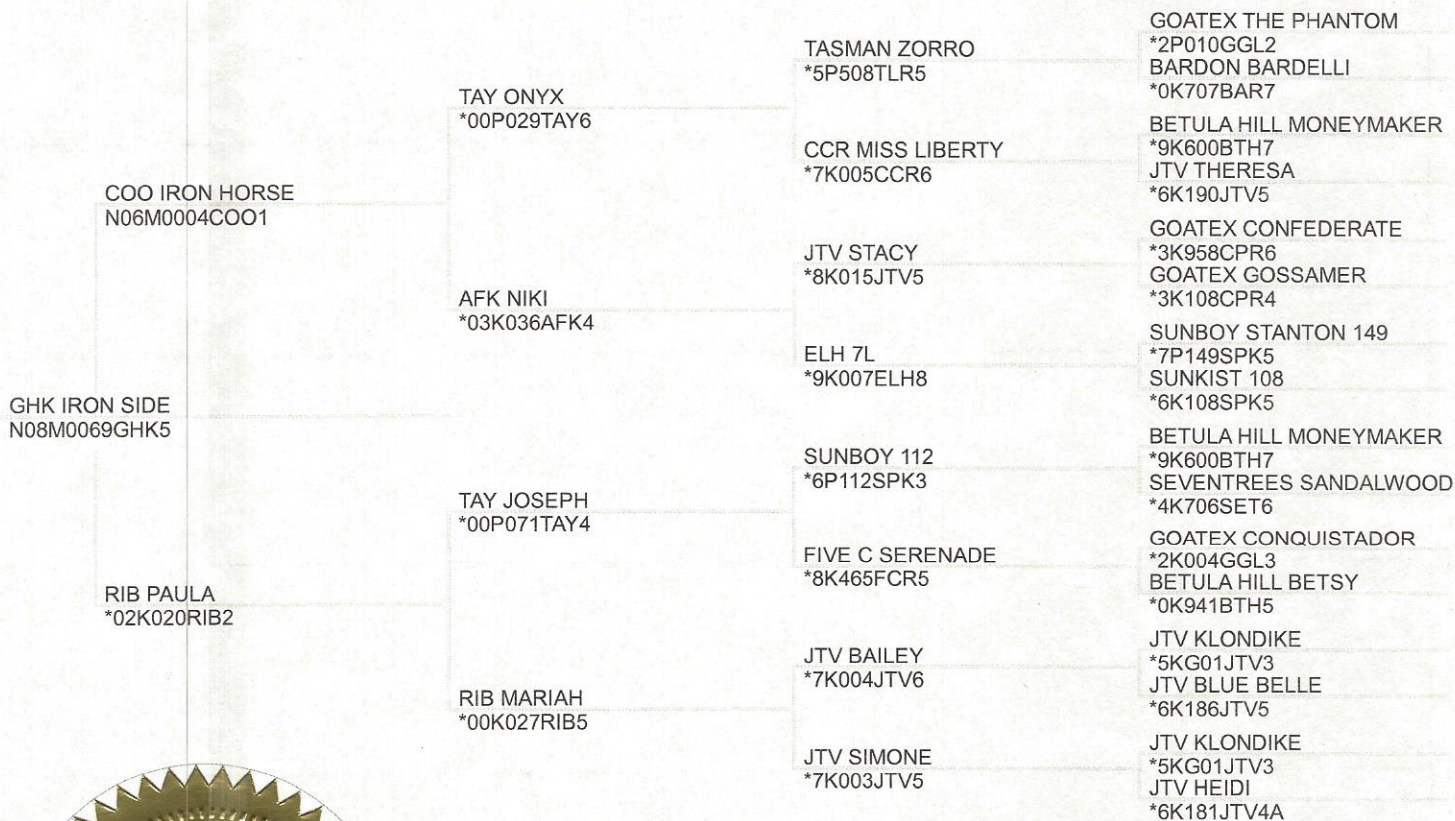 GHK IRON SIDE
N08M0069GHK5
COO IRON HORSE
N06M0004COO1
RIB PAULA
*02K020RIB2
TAY ONYX
*00P029TAY6
AFK NIKI
*03K036AFK4
TAY JOSEPH
*00P071TAY4
RIB MARIAH
*00K027RIB5
TASMAN ZORRO
*5P508TLR5
CCR MISS LIBERTY
*7K005CCR6
JTV STACY
*8K015JTV5
ELH 7L
*9K007ELH8
SUNBOY 112
*6P112SPK3
FIVE C SERENADE
*8K465FCR5
JTV BAILEY
*7K004JTV6
JTV SIMONE
*7K003JTV5
GOATEX THE PHANTOM
*2P010GGL2
BARDON BARDELLI
*0K707BAR7
BETULA HILL MONEYMAKER
*9K600BTH7
JTV THERESA
*6K190JTV5
GOATEX CONFEDERATE
*3K958CPR6
GOATEX GOSSAMER
*3K108CPR4
SUNBOY STANTON 149
*7P149SPK5
SUNKIST 108
*6K108SPK5
BETULA HILL MONEYMAKER
*9K600BTH7
SEVENTREES SANDALWOOD
*4K706SET6
GOATEX CONQUISTADOR
*2K004GGL3
BETULA HILL BETSY
*0K941BTH5
JTV KLONDIKE
*5KG01JTV3
JTV BLUE BELLE
*6K186JTV5
JTV KLONDIKE
*5KG01JTV3
JTV HEIDI
*6K181JTV4A